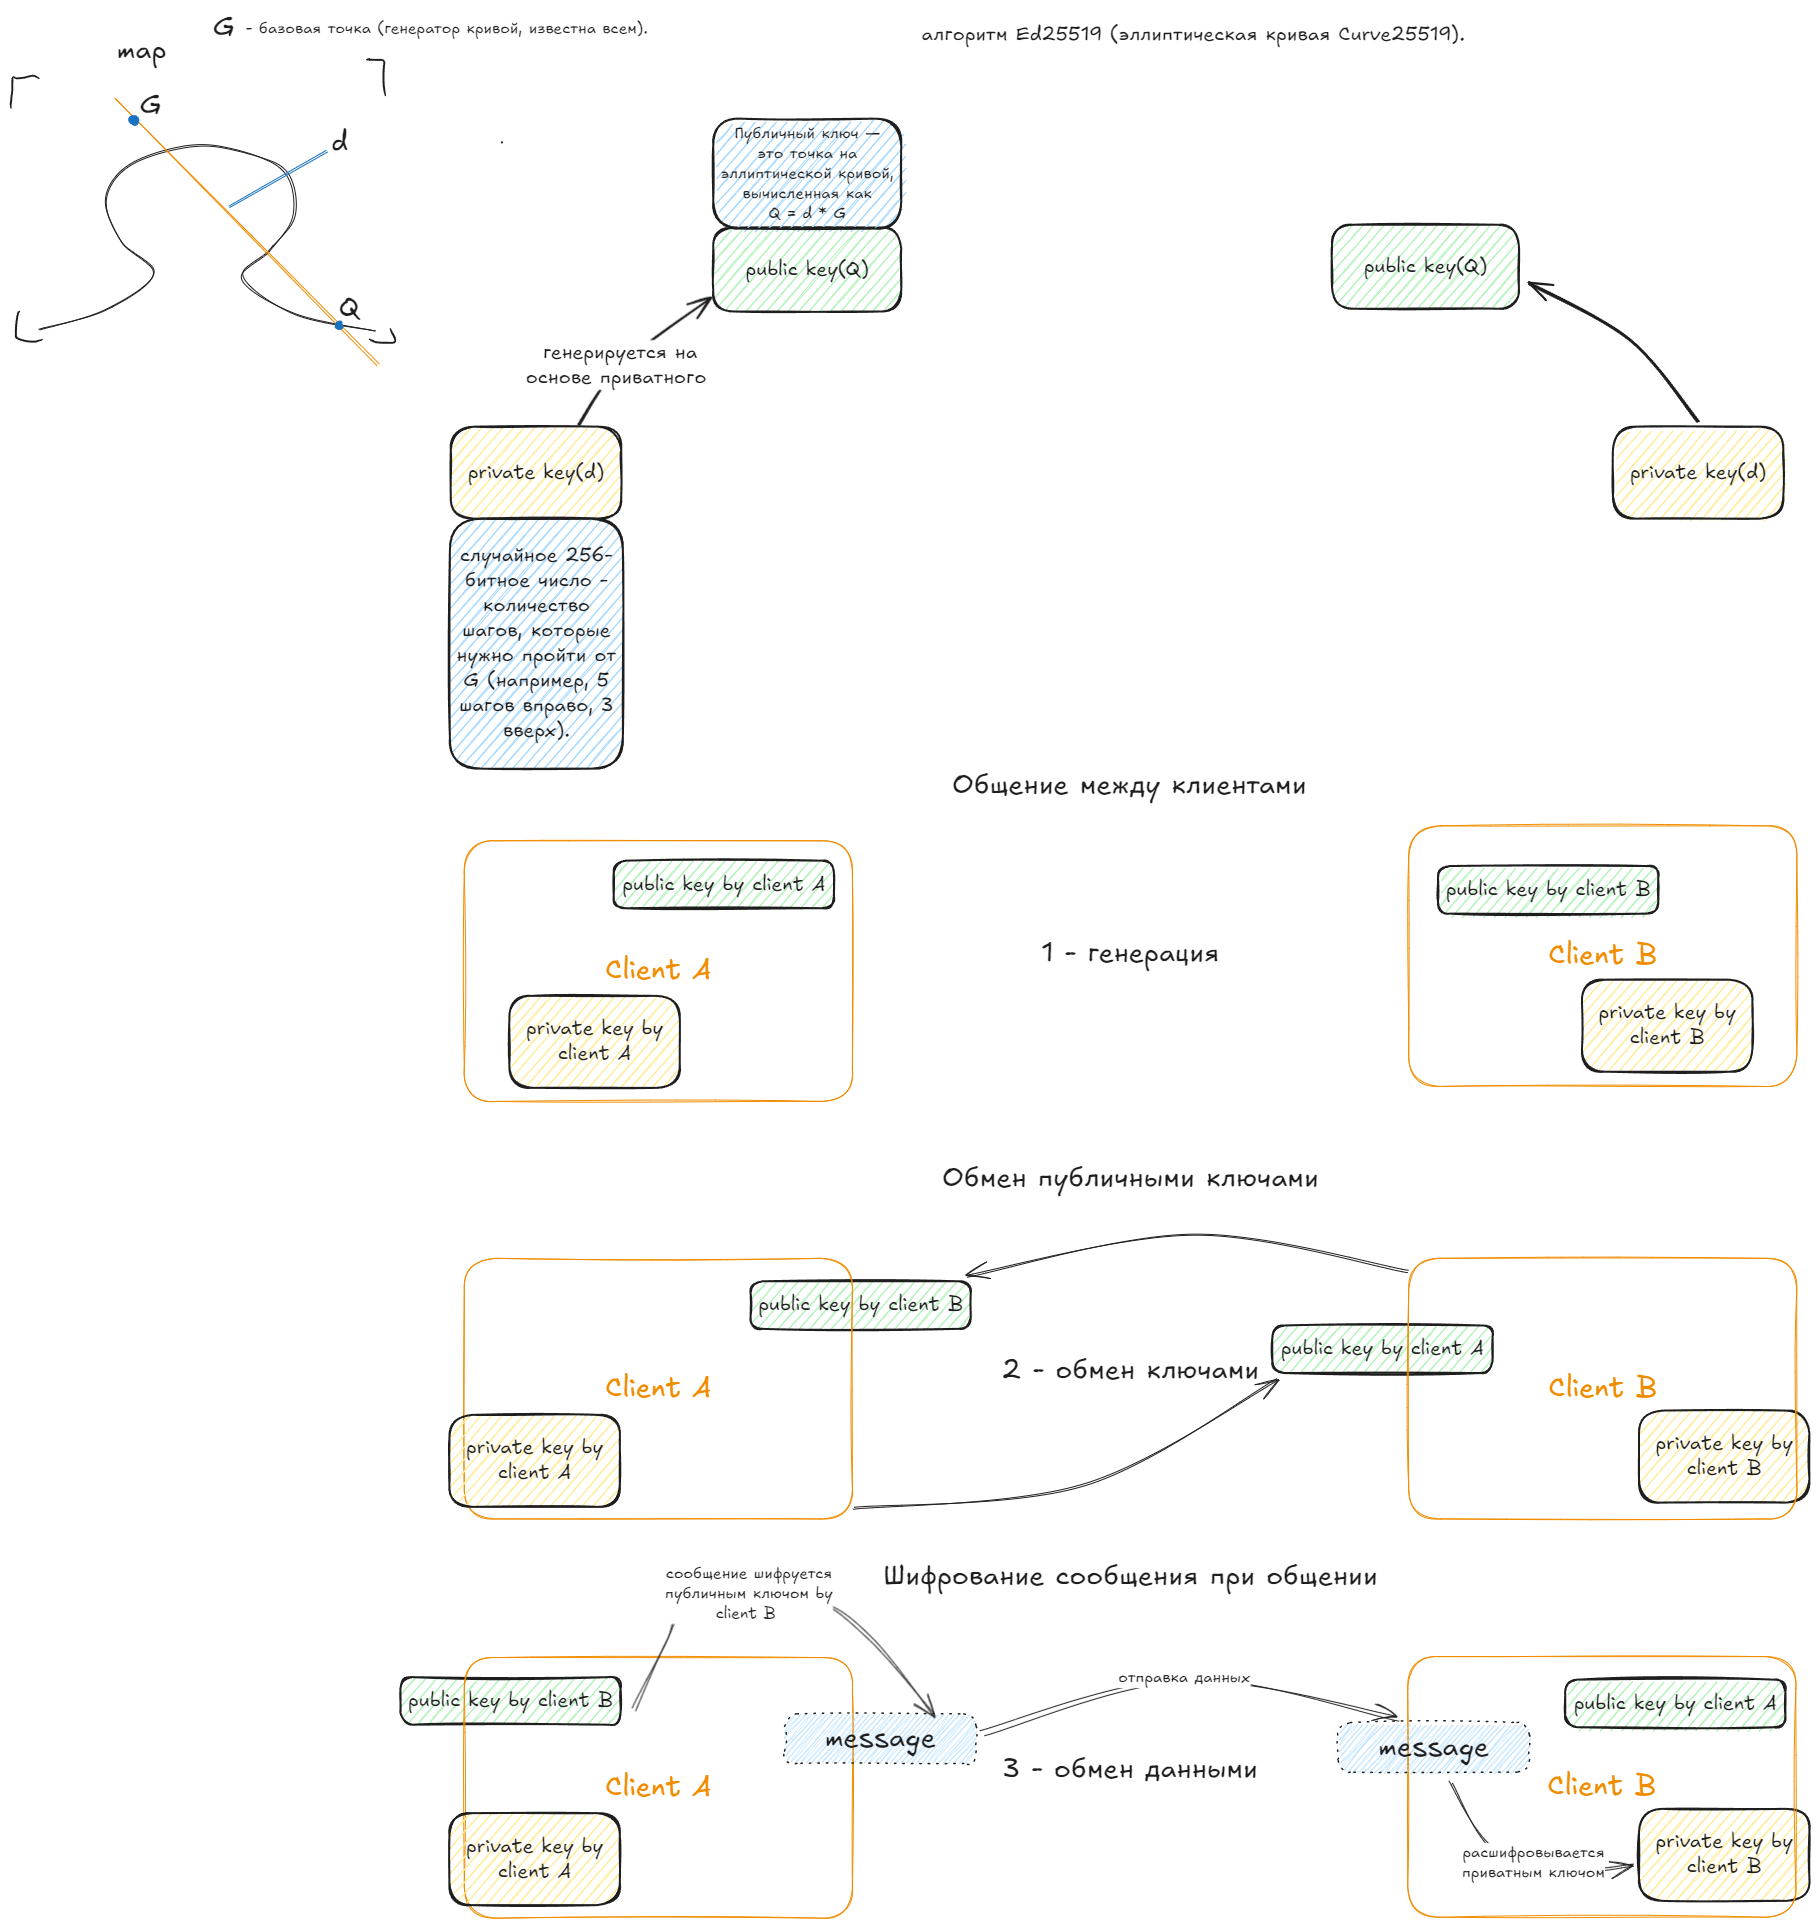 G - базовая точка (генератор кривой, известна всем).
алгоритм Ed25519 (эллиптическая кривая Curve25519).
map
G
d
Q
Публичный ключ —
это точка на
эллиптической кривой,
вычисленная как
Q = d * G
public key(Q)
public key(Q)
генерируется на
основе приватного
private key(d)
private key(d)
случайное 256-
битное число -
количество
шагов, которые
нужно пройти от
G (например, 5
шагов вправо, 3
вверх).
Общение между клиентами
public key by client A
Client A
private key by
client A
1 - генерация
public key by client B
Client B
private key by
client B
Обмен публичными ключами
public key by client B
Client A
private key by
client A
2 - обмен ключами
public key by client A
Client B
private key by
client B
Шифрование сообщения при общении
сообщение шифруется
публичным ключом by
client B
public key by client B
message
Client A
private key by
client A
отправка данных
3 - обмен данными
public key by client A
message
Client B
расшифровывается
приватным ключом
private key by
client B